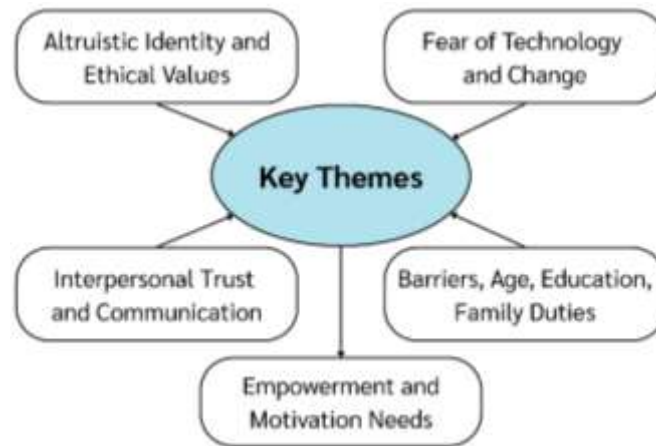 Altruistic Identity and
Ethical Values
Fear of Technology
and Change
Key Themes
Interpersonal Trust
and Communication
Barriers, Age, Education,
Family Duties
Empowerment and
Motivation Needs